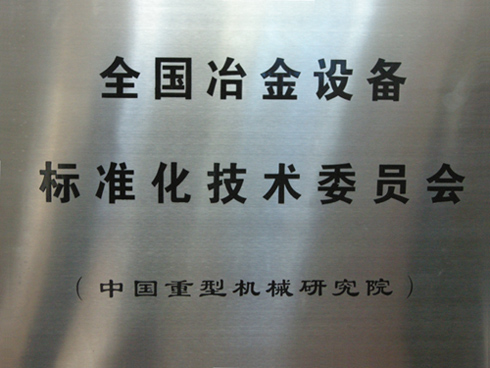 全国冶金设备
标准化技术委员会
（中国重型机械研究院）